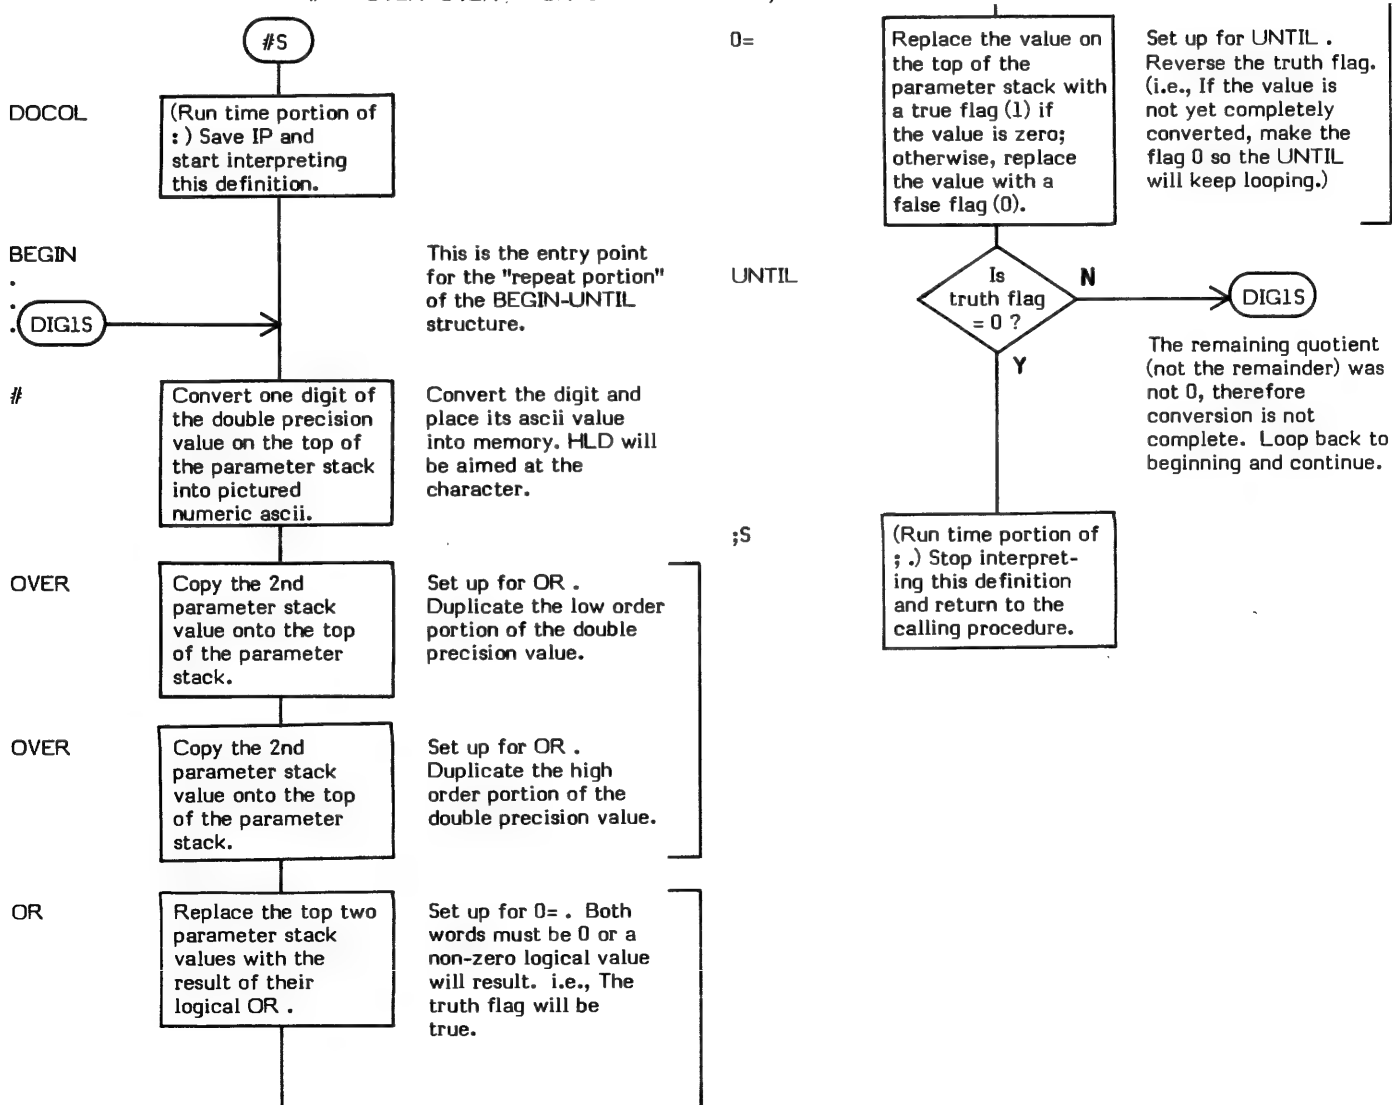 #S
DOCOL
(Run time portion of
: ) Save IP and
start interpreting
this definition.
BEGIN
.
.
.
DIG1S
This is the entry point
for the "repeat portion"
of the BEGIN-UNTIL
structure.
#
Convert one digit of
the double precision
value on the top of
the parameter stack
into pictured
numeric ascii.
Convert the digit and
place its ascii value
into memory. HLD will
be aimed at the
character.
OVER
Copy the 2nd
parameter stack
value onto the top
of the parameter
stack.
Set up for OR .
Duplicate the low order
portion of the double
precision value.
OVER
Copy the 2nd
parameter stack
value onto the top
of the parameter
stack.
Set up for OR .
Duplicate the high
order portion of the
double precision value.
OR
Replace the top two
parameter stack
values with the
result of their
logical OR .
Set up for 0= . Both
words must be 0 or a
non-zero logical value
will result. i.e., The
truth flag will be
true.
0=
Replace the value on
the top of the
parameter stack with
a true flag (1) if
the value is zero;
otherwise, replace
the value with a
false flag (0).
Set up for UNTIL .
Reverse the truth flag.
(i.e., If the value is
not yet completely
converted, make the
flag 0 so the UNTIL
will keep looping.)
UNTIL
Is
truth flag
= 0 ?
N
DIG1S
Y
The remaining quotient
(not the remainder) was
not 0, therefore
conversion is not
complete. Loop back to
beginning and continue.
;S
(Run time portion of
; .) Stop interpret-
ing this definition
and return to the
calling procedure.